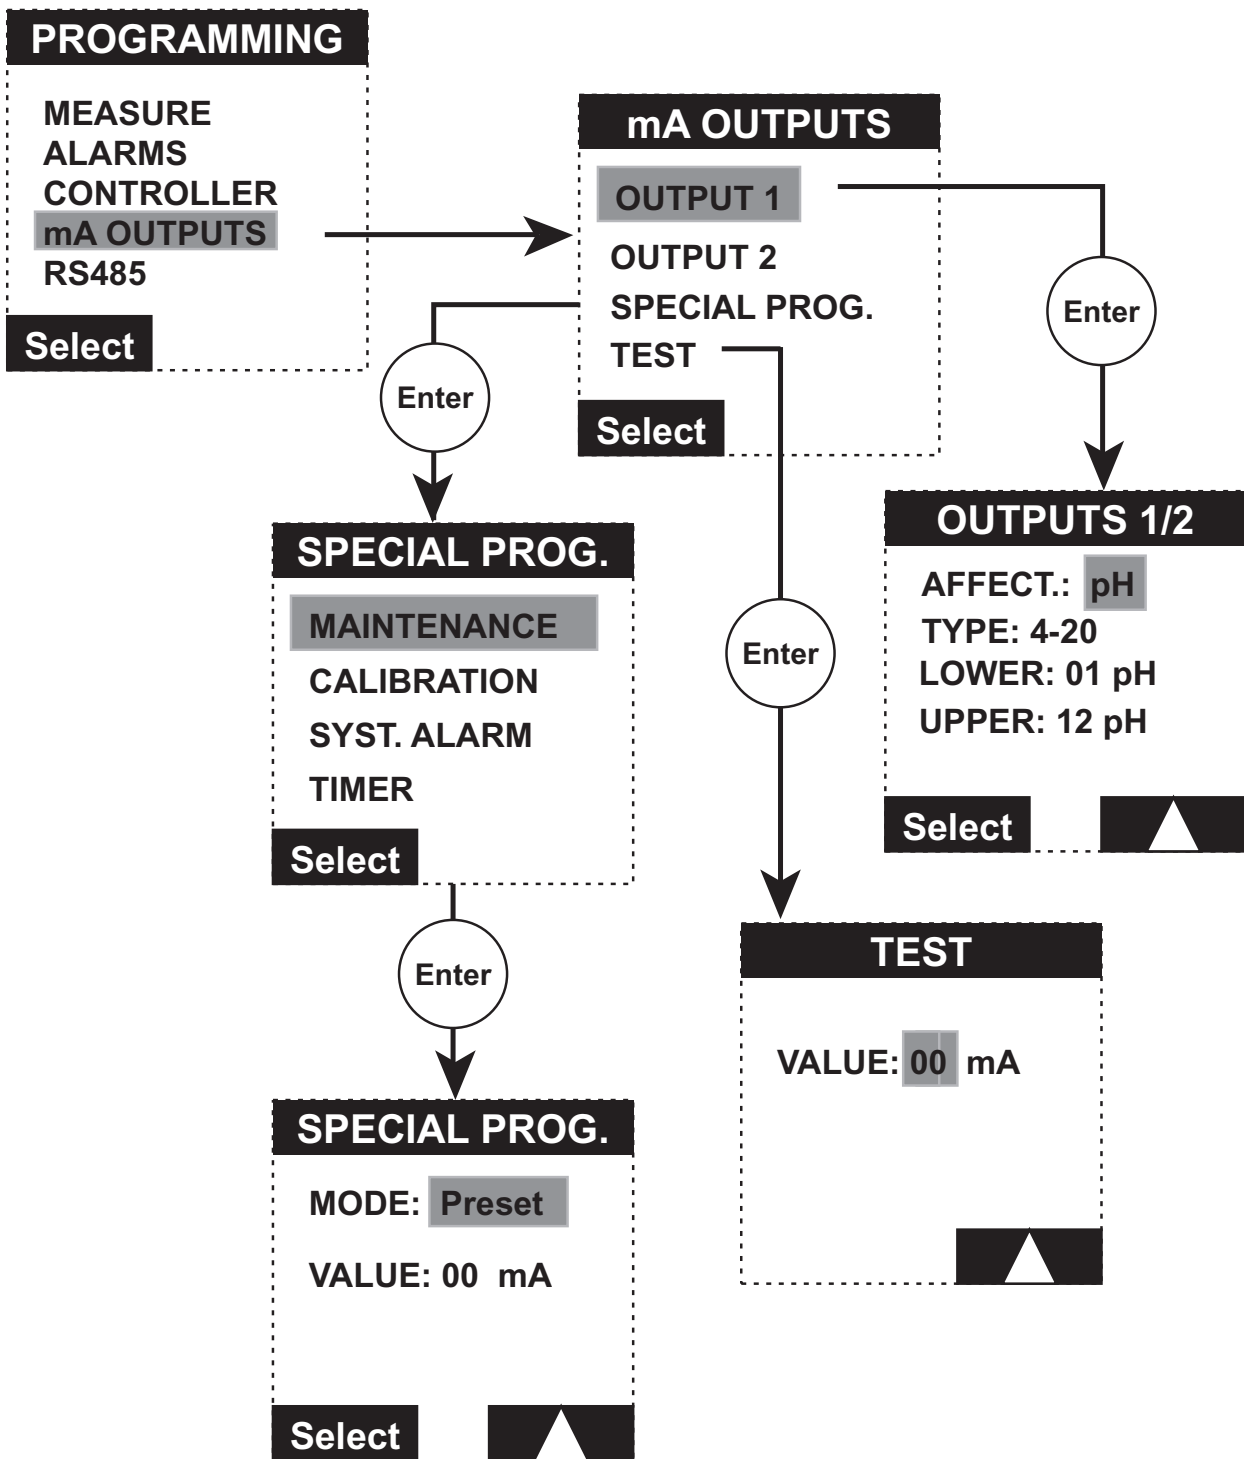 PROGRAMMING
MEASURE
ALARMS
CONTROLLER
mA OUTPUTS
RS485
Select
mA OUTPUTS
OUTPUT 1
OUTPUT 2
SPECIAL PROG.
TEST
Select
Enter
Enter
OUTPUTS 1/2
AFFECT.: pH
TYPE: 4-20
LOWER: 01 pH
UPPER: 12 pH
Select
SPECIAL PROG.
MAINTENANCE
CALIBRATION
SYST. ALARM
TIMER
Select
Enter
Enter
TEST
VALUE: 00 mA
SPECIAL PROG.
MODE: Preset
VALUE: 00 mA
Select